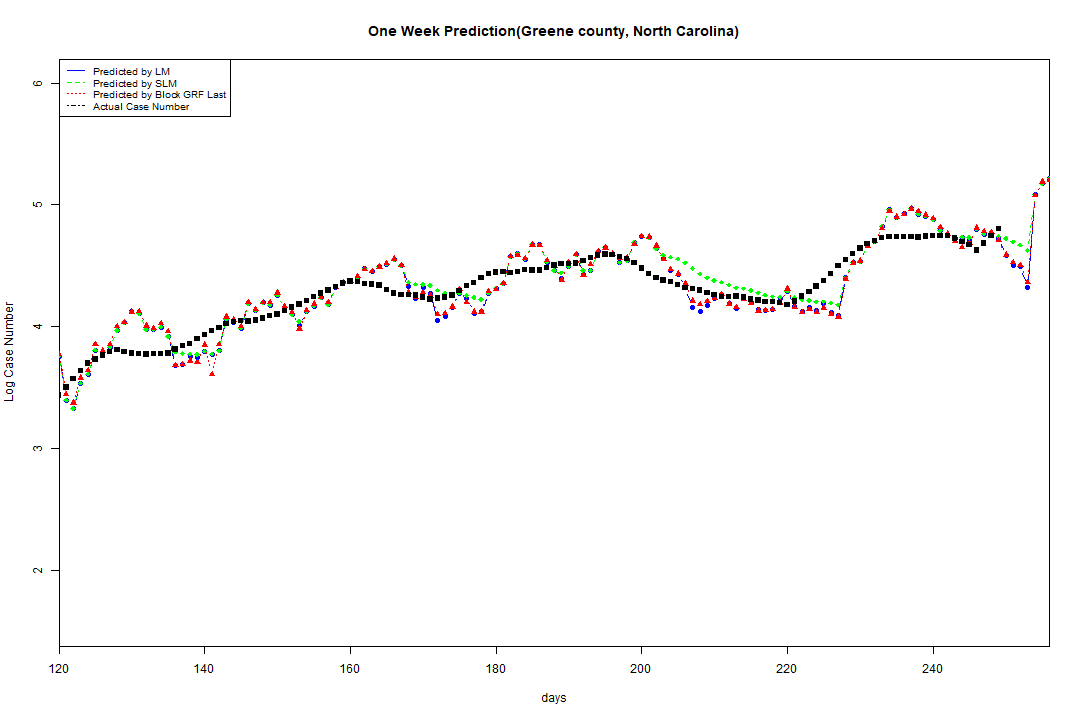 One Week Prediction(Greene county, North Carolina)
Predicted by LM
Predicted by SLM
Predicted by Block GRF Last
Actual Case Number
6
5
4
3
2
Log Case Number
120 140 160 180 200 220 240
days